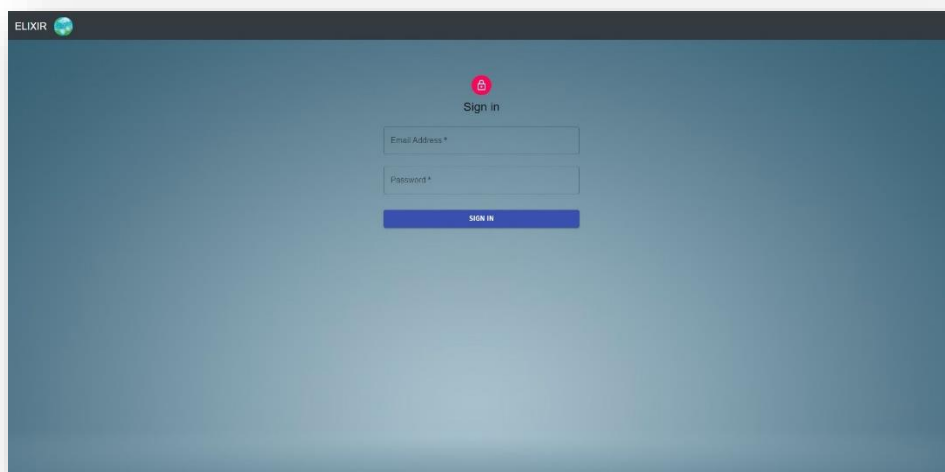 ELIXIR
Sign in
Email Address *
Password *
SIGN IN